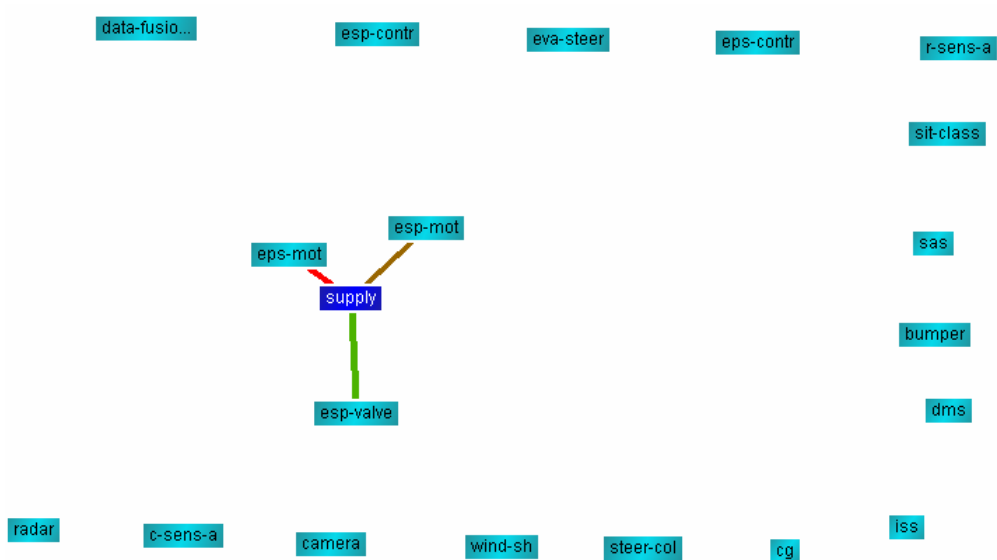 data-fusio...
esp-contr
eva-steer
eps-contr
r-sens-a
sit-class
esp-mot
eps-mot
sas
supply
bumper
esp-valve
dms
radar
c-sens-a
camera
wind-sh
steer-col
cg
iss